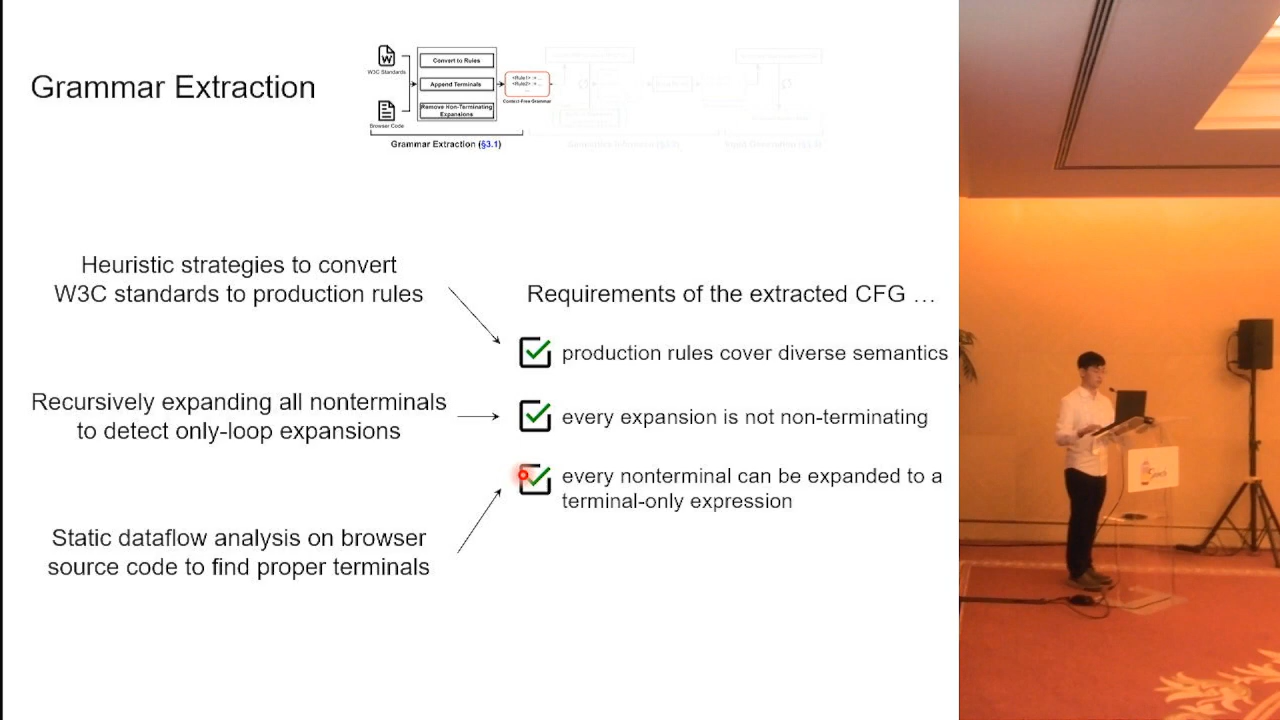 Grammar Extraction
W3C Standards
Browser Code
Convert to Rules
Append Terminals
Remove Non-Terminating
Expansions
<Rule1> := ...
<Rule2> := ...
...
Context-Free Grammar
Grammar Extraction (§3.1)
Heuristic strategies to convert
W3C standards to production rules
Recursively expanding all nonterminals
to detect only-loop expansions
Static dataflow analysis on browser
source code to find proper terminals
Requirements of the extracted CFG …
production rules cover diverse semantics
every expansion is not non-terminating
every nonterminal can be expanded to a
terminal-only expression